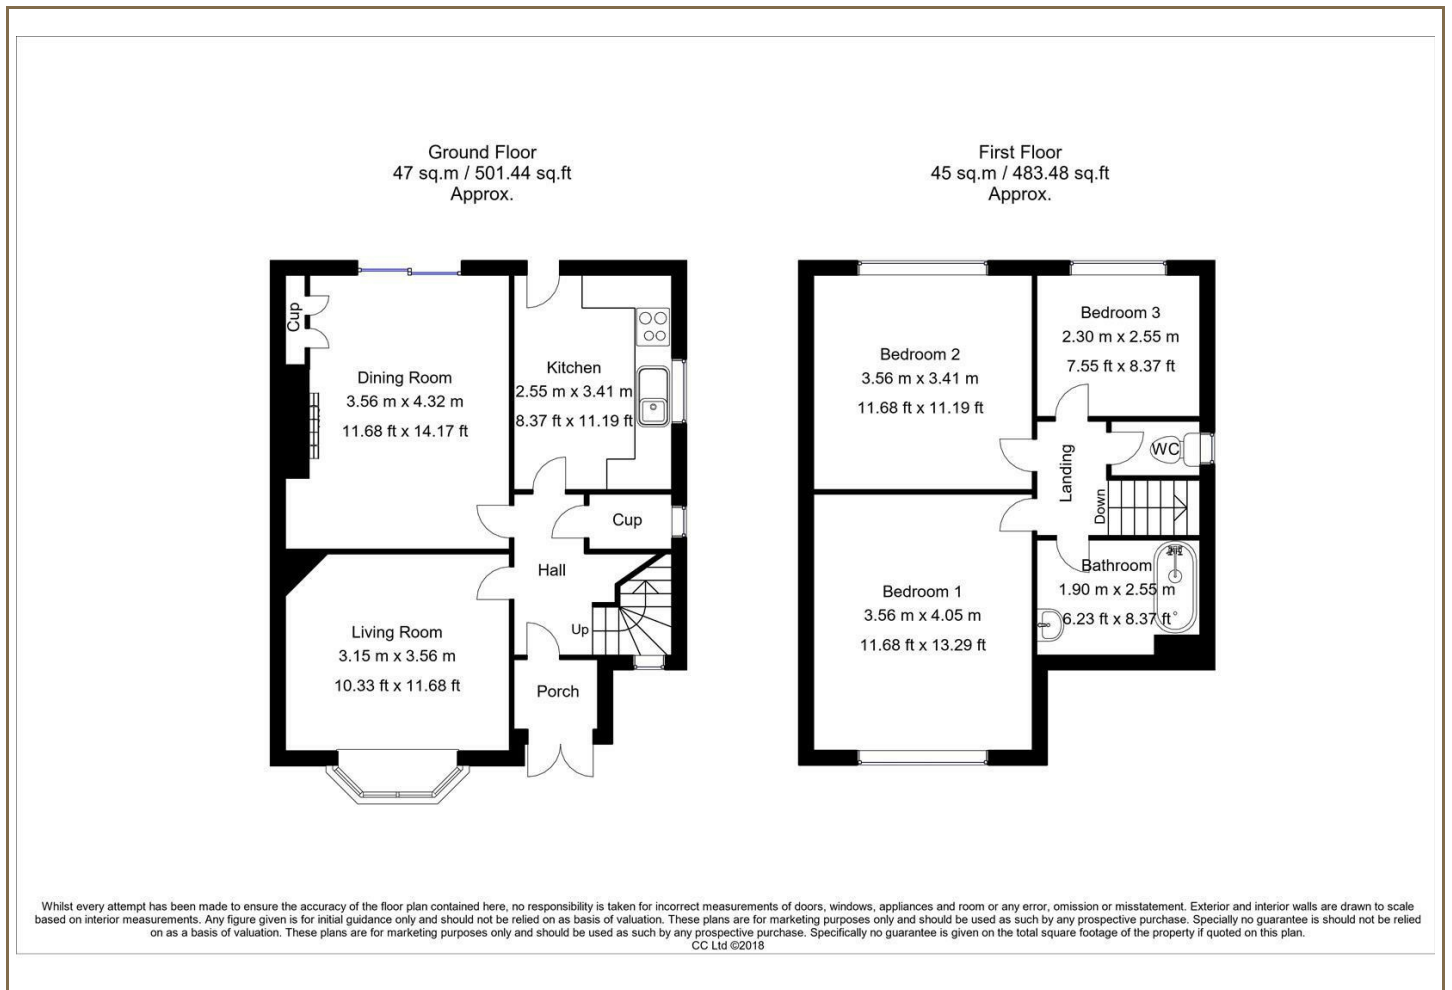 Ground Floor
47 sq.m / 501.44 sq.ft
Approx.
First Floor
45 sq.m / 483.48 sq.ft
Approx.
Cup
Dining Room
3.56 m x 4.32 m
11.68 ft x 14.17 ft
Kitchen
2.55 m x 3.41 m
8.37 ft x 11.19 ft
Cup
Hall
Up
Living Room
3.15 m x 3.56 m
10.33 ft x 11.68 ft
Porch
Bedroom 2
3.56 m x 3.41 m
11.68 ft x 11.19 ft
Bedroom 3
2.30 m x 2.55 m
7.55 ft x 8.37 ft
Landing
WC
Down
Bathroom
1.90 m x 2.55 m
6.23 ft x 8.37 ft
Bedroom 1
3.56 m x 4.05 m
11.68 ft x 13.29 ft
Whilst every attempt has been made to ensure the accuracy of the floor plan contained here, no responsibility is taken for incorrect measurements of doors, windows, appliances and room or any error, omission or misstatement. Exterior and interior walls are drawn to scale
based on interior measurements. Any figure given is for initial guidance only and should not be relied on as basis of valuation. These plans are for marketing purposes only and should be used as such by any prospective purchase. Specially no guarantee is should not be relied
on as a basis of valuation. These plans are for marketing purposes only and should be used as such by any prospective purchase. Specifically no guarantee is given on the total square footage of the property if quoted on this plan.
CC Ltd ©2018